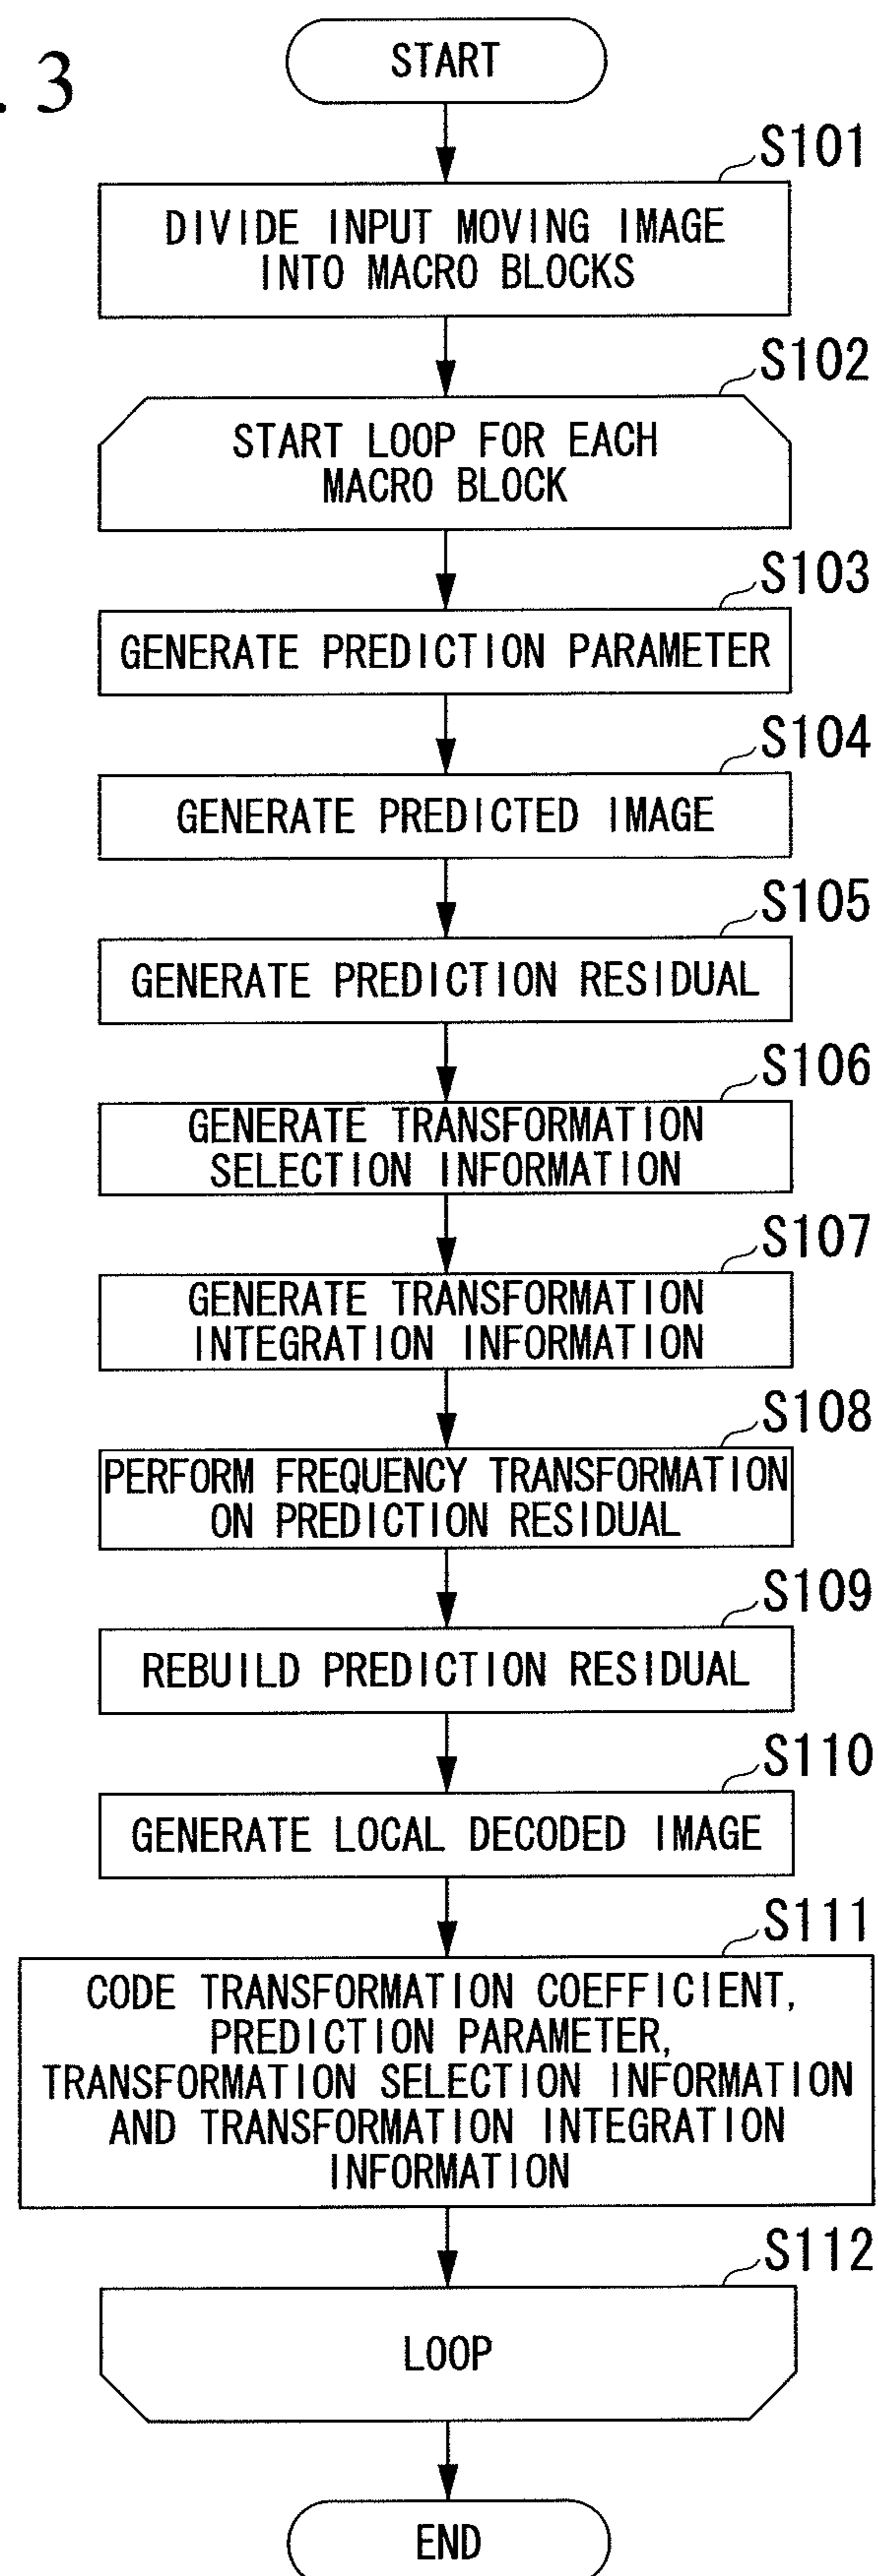 . 3
START
S101
DIVIDE INPUT MOVING IMAGE
INTO MACRO BLOCKS
S102
START LOOP FOR EACH
MACRO BLOCK
S103
GENERATE PREDICTION PARAMETER
S104
GENERATE PREDICTED IMAGE
S105
GENERATE PREDICTION RESIDUAL
S106
GENERATE TRANSFORMATION
SELECTION INFORMATION
S107
GENERATE TRANSFORMATION
INTEGRATION INFORMATION
S108
PERFORM FREQUENCY TRANSFORMATION
ON PREDICTION RESIDUAL
S109
REBUILD PREDICTION RESIDUAL
S110
GENERATE LOCAL DECODED IMAGE
S111
CODE TRANSFORMATION COEFFICIENT,
PREDICTION PARAMETER,
TRANSFORMATION SELECTION INFORMATION
AND TRANSFORMATION INTEGRATION
INFORMATION
S112
LOOP
END